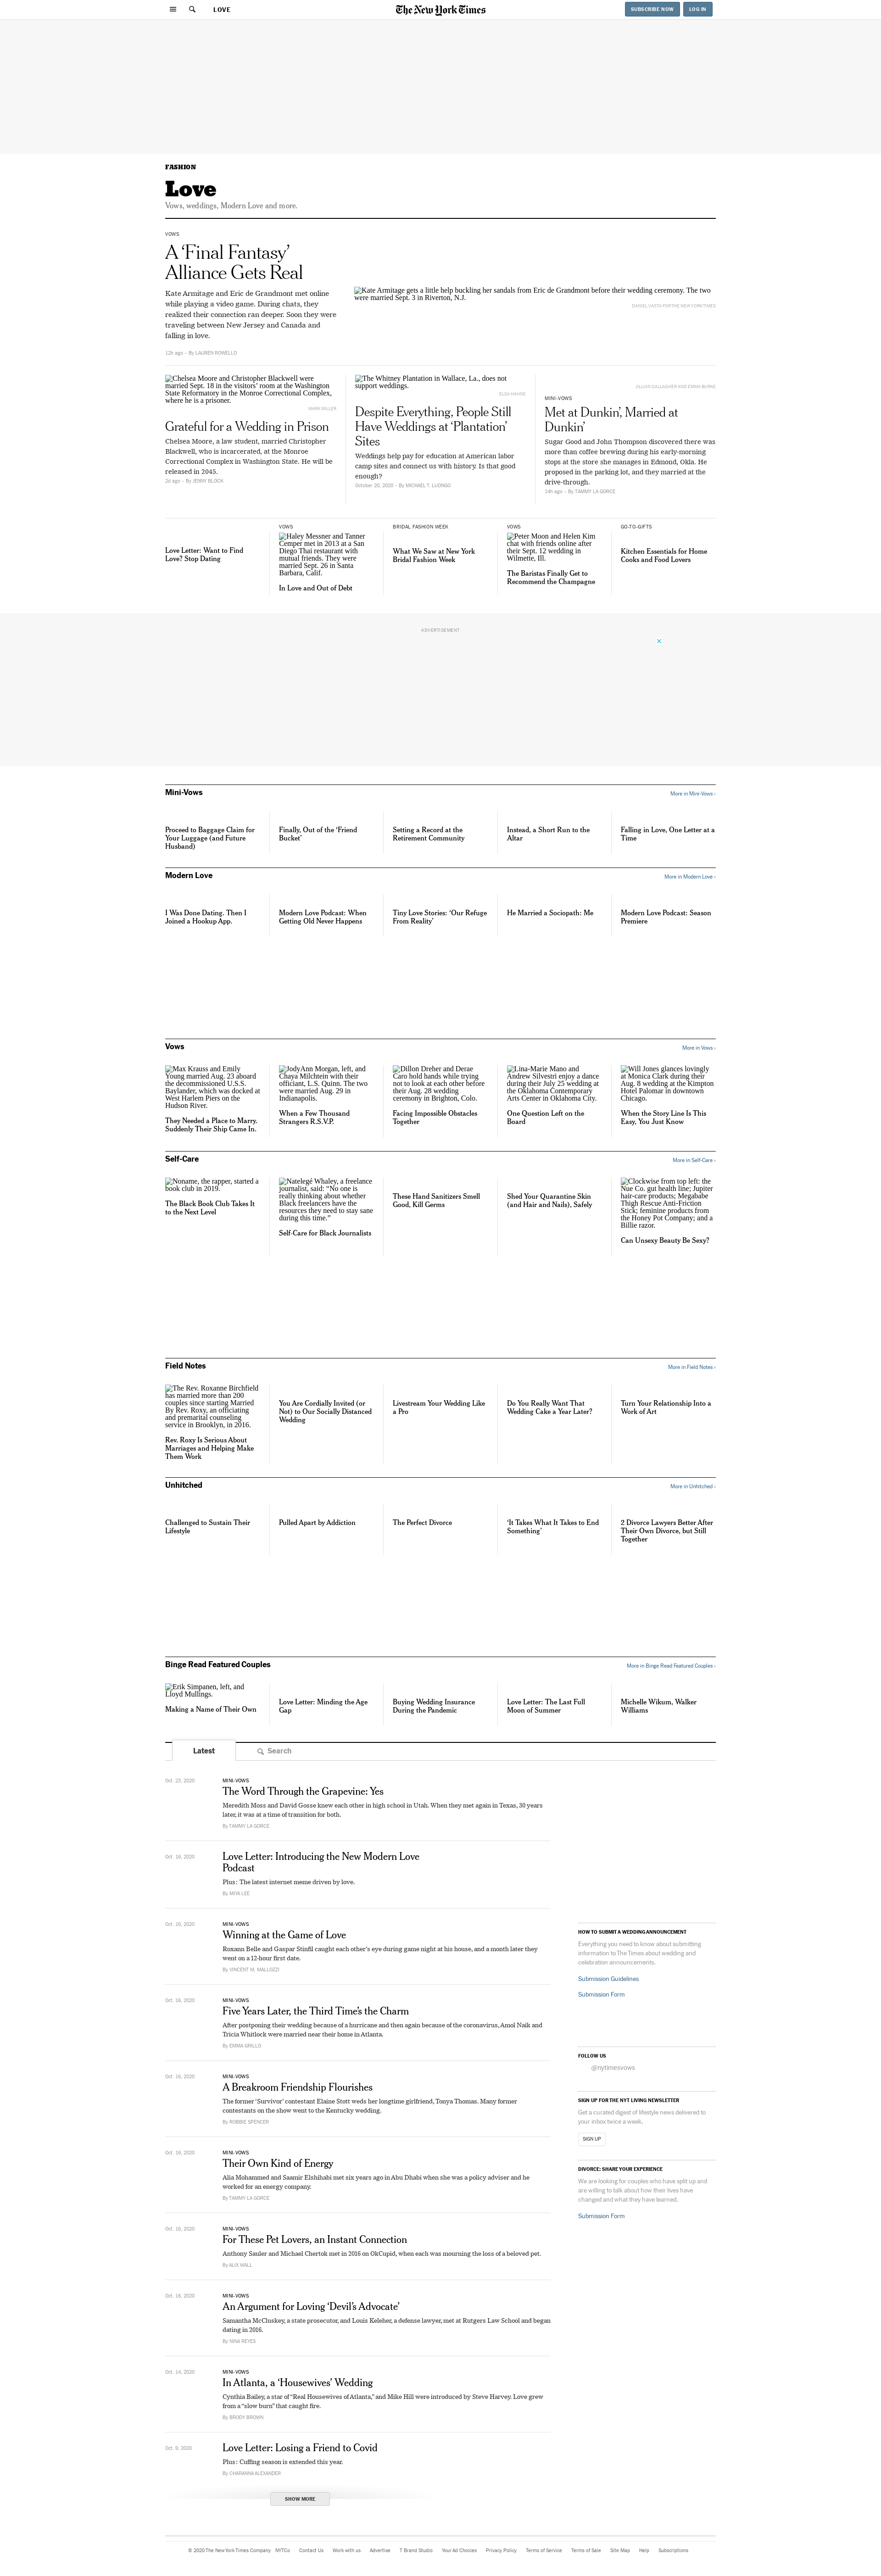 LOVE
The New York Times
SUBSCRIBE NOW
LOG IN
FASHION
Love
Vows, weddings, Modern Love and more.
VOWS
A ‘Final Fantasy’
Alliance Gets Real
Kate Armitage and Eric de Grandmont met online
while playing a video game. During chats, they
realized their connection ran deeper. Soon they were
traveling between New Jersey and Canada and
falling in love.
12h ago – By LAUREN ROWELLO
Kate Armitage gets a little help buckling her sandals from Eric de Grandmont before their wedding ceremony. The two
were married Sept. 3 in Riverton, N.J.
DANIEL VASTA FOR THE NEW YORK TIMES
Chelsea Moore and Christopher Blackwell were
married Sept. 18 in the visitors’ room at the Washington
State Reformatory in the Monroe Correctional Complex,
where he is a prisoner.
MARK MILLER
Grateful for a Wedding in Prison
Chelsea Moore, a law student, married Christopher
Blackwell, who is incarcerated, at the Monroe
Correctional Complex in Washington State. He will be
released in 2045.
2d ago – By JENNY BLOCK
The Whitney Plantation in Wallace, La., does not
support weddings.
ELSA HAHNE
Despite Everything, People Still
Have Weddings at ‘Plantation’
Sites
Weddings help pay for education at American labor
camp sites and connect us with history. Is that good
enough?
October 20, 2020 – By MICHAEL T. LUONGO
JILLIAN GALLAGHER AND EMMA BURKE
MINI-VOWS
Met at Dunkin’, Married at
Dunkin’
Sugar Good and John Thompson discovered there was
more than coffee brewing during his early-morning
stops at the store she manages in Edmond, Okla. He
proposed in the parking lot, and they married at the
drive-through.
14h ago – By TAMMY LA GORCE
Love Letter: Want to Find
Love? Stop Dating
VOWS
Haley Messner and Tanner
Cemper met in 2013 at a San
Diego Thai restaurant with
mutual friends. They were
married Sept. 26 in Santa
Barbara, Calif.
In Love and Out of Debt
BRIDAL FASHION WEEK
What We Saw at New York
Bridal Fashion Week
VOWS
Peter Moon and Helen Kim
chat with friends online after
their Sept. 12 wedding in
Wilmette, Ill.
The Baristas Finally Get to
Recommend the Champagne
GO-TO-GIFTS
Kitchen Essentials for Home
Cooks and Food Lovers
ADVERTISEMENT
Mini-Vows
More in Mini-Vows ›
Proceed to Baggage Claim for
Your Luggage (and Future
Husband)
Finally, Out of the ‘Friend
Bucket’
Setting a Record at the
Retirement Community
Instead, a Short Run to the
Altar
Falling in Love, One Letter at a
Time
Modern Love
More in Modern Love ›
I Was Done Dating. Then I
Joined a Hookup App.
Modern Love Podcast: When
Getting Old Never Happens
Tiny Love Stories: ‘Our Refuge
From Reality’
He Married a Sociopath: Me
Modern Love Podcast: Season
Premiere
Vows
More in Vows ›
Max Krauss and Emily
Young married Aug. 23 aboard
the decommissioned U.S.S.
Baylander, which was docked at
West Harlem Piers on the
Hudson River.
They Needed a Place to Marry.
Suddenly Their Ship Came In.
JodyAnn Morgan, left, and
Chaya Milchtein with their
officiant, L.S. Quinn. The two
were married Aug. 29 in
Indianapolis.
When a Few Thousand
Strangers R.S.V.P.
Dillon Dreher and Derae
Caro hold hands while trying
not to look at each other before
their Aug. 28 wedding
ceremony in Brighton, Colo.
Facing Impossible Obstacles
Together
Lina-Marie Mano and
Andrew Silvestri enjoy a dance
during their July 25 wedding at
the Oklahoma Contemporary
Arts Center in Oklahoma City.
One Question Left on the
Board
Will Jones glances lovingly
at Monica Clark during their
Aug. 8 wedding at the Kimpton
Hotel Palomar in downtown
Chicago.
When the Story Line Is This
Easy, You Just Know
Self-Care
More in Self-Care ›
Noname, the rapper, started a
book club in 2019.
The Black Book Club Takes It
to the Next Level
Natelegé Whaley, a freelance
journalist, said: “No one is
really thinking about whether
Black freelancers have the
resources they need to stay sane
during this time.”
Self-Care for Black Journalists
These Hand Sanitizers Smell
Good, Kill Germs
Shed Your Quarantine Skin
(and Hair and Nails), Safely
Clockwise from top left: the
Nue Co. gut health line; jupiter
hair-care products; Megababe
Thigh Rescue Anti-Friction
Stick; feminine products from
the Honey Pot Company; and a
Billie razor.
Can Unsexy Beauty Be Sexy?
Field Notes
More in Field Notes ›
The Rev. Roxanne Birchfield
has married more than 200
couples since starting Married
By Rev. Roxy, an officiating
and premarital counseling
service in Brooklyn, in 2016.
Rev. Roxy Is Serious About
Marriages and Helping Make
Them Work
You Are Cordially Invited (or
Not) to Our Socially Distanced
Wedding
Livestream Your Wedding Like
a Pro
Do You Really Want That
Wedding Cake a Year Later?
Turn Your Relationship Into a
Work of Art
Unhitched
More in Unhitched ›
Challenged to Sustain Their
Lifestyle
Pulled Apart by Addiction
The Perfect Divorce
‘It Takes What It Takes to End
Something’
2 Divorce Lawyers Better After
Their Own Divorce, but Still
Together
Binge Read Featured Couples
More in Binge Read Featured Couples ›
Erik Simpanen, left, and
Lloyd Mullings.
Making a Name of Their Own
Love Letter: Minding the Age
Gap
Buying Wedding Insurance
During the Pandemic
Love Letter: The Last Full
Moon of Summer
Michelle Wikum, Walker
Williams
Latest
Search
Oct. 23, 2020
MINI-VOWS
The Word Through the Grapevine: Yes
Meredith Moss and David Gosse knew each other in high school in Utah. When they met again in Texas, 30 years
later, it was at a time of transition for both.
By TAMMY LA GORCE
Oct. 16, 2020
Love Letter: Introducing the New Modern Love
Podcast
Plus: The latest internet meme driven by love.
By MIYA LEE
Oct. 16, 2020
MINI-VOWS
Winning at the Game of Love
Roxann Belle and Gaspar Stinfil caught each other’s eye during game night at his house, and a month later they
went on a 12-hour first date.
By VINCENT M. MALLOZZI
Oct. 16, 2020
MINI-VOWS
Five Years Later, the Third Time’s the Charm
After postponing their wedding because of a hurricane and then again because of the coronavirus, Amol Naik and
Tricia Whitlock were married near their home in Atlanta.
By EMMA GRILLO
Oct. 16, 2020
MINI-VOWS
A Breakroom Friendship Flourishes
The former ‘Survivor’ contestant Elaine Stott weds her longtime girlfriend, Tonya Thomas. Many former
contestants on the show went to the Kentucky wedding.
By ROBBIE SPENCER
Oct. 16, 2020
MINI-VOWS
Their Own Kind of Energy
Alia Mohammed and Saamir Elshihabi met six years ago in Abu Dhabi when she was a policy adviser and he
worked for an energy company.
By TAMMY LA GORCE
Oct. 16, 2020
MINI-VOWS
For These Pet Lovers, an Instant Connection
Anthony Sauler and Michael Chertok met in 2016 on OkCupid, when each was mourning the loss of a beloved pet.
By ALIX WALL
Oct. 16, 2020
MINI-VOWS
An Argument for Loving ‘Devil’s Advocate’
Samantha McCluskey, a state prosecutor, and Louis Keleher, a defense lawyer, met at Rutgers Law School and began
dating in 2016.
By NINA REYES
Oct. 14, 2020
MINI-VOWS
In Atlanta, a ‘Housewives’ Wedding
Cynthia Bailey, a star of “Real Housewives of Atlanta,” and Mike Hill were introduced by Steve Harvey. Love grew
from a “slow burn” that caught fire.
By BRODY BROWN
Oct. 9, 2020
Love Letter: Losing a Friend to Covid
Plus: Cuffing season is extended this year.
By CHARANNA ALEXANDER
SHOW MORE
HOW TO SUBMIT A WEDDING ANNOUNCEMENT
Everything you need to know about submitting
information to The Times about wedding and
celebration announcements.
Submission Guidelines
Submission Form
FOLLOW US
@nytimesvows
SIGN UP FOR THE NYT LIVING NEWSLETTER
Get a curated digest of lifestyle news delivered to
your inbox twice a week.
SIGN UP
DIVORCE: SHARE YOUR EXPERIENCE
We are looking for couples who have split up and
are willing to talk about how their lives have
changed and what they have learned.
Submission Form
© 2020 The New York Times Company NYTCo Contact Us Work with us Advertise T Brand Studio Your Ad Choices Privacy Policy Terms of Service Terms of Sale Site Map Help Subscriptions